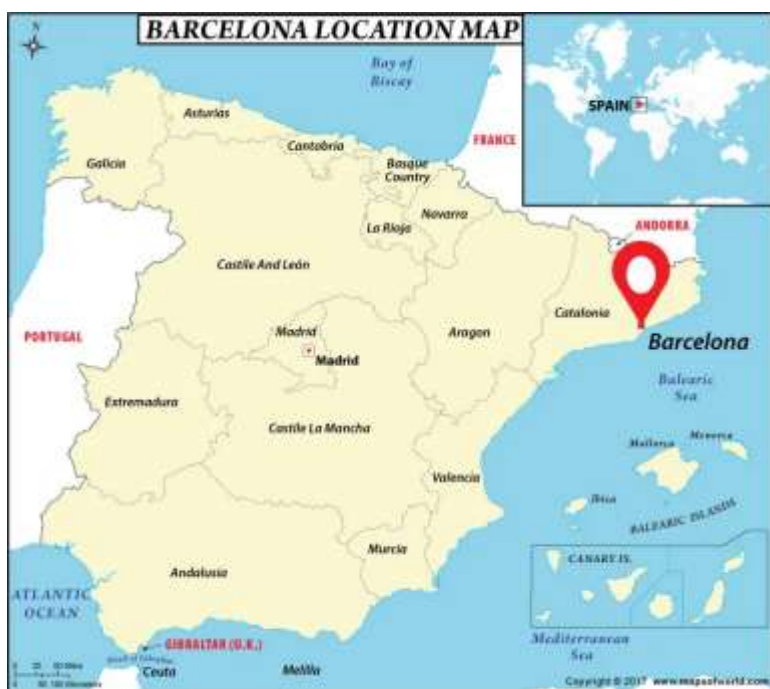 BARCELONA LOCATION MAP
N
Bay of
Biscay
SPAIN
FRANCE
ANDORRA
PORTUGAL
Asturias
Cantabria
Galicia
Basque
Country
Navarra
La Rioja
Castile And León
Catalonia
Aragon
Barcelona
Madrid
Madrid
Extremadura
Castile La Mancha
Valencia
Balearic
Sea
Mallorca
Menorca
Ibiza
BALEARIC ISLANDS
Murcia
Andalusia
CANARY IS.
ATLANTIC
OCEAN
GIBRALTAR (U.K.)
Ceuta
Melilla
Mediterranean
Sea
Copyright © 2017 www.mapsofworld.com